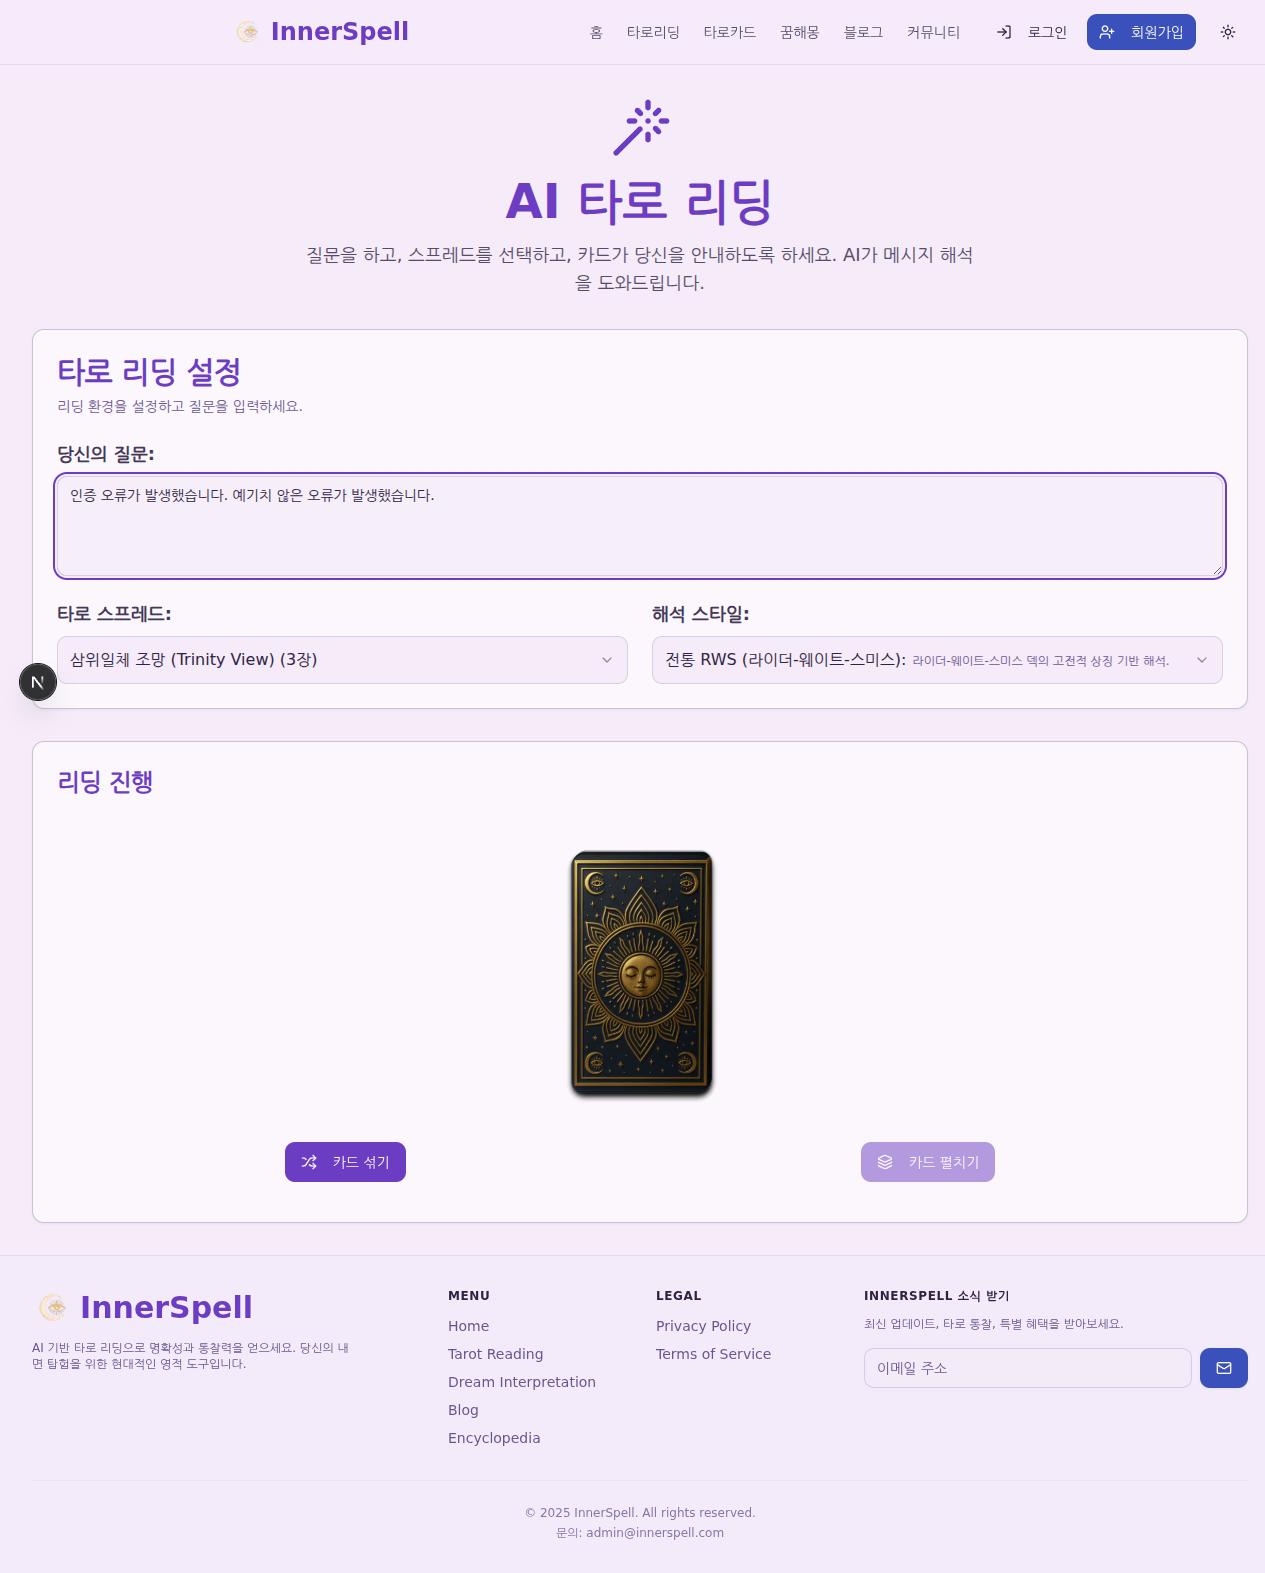 InnerSpell
홈
타로리딩
타로카드
꿈해몽
블로그
커뮤니티
로그인
회원가입
AI 타로 리딩
질문을 하고, 스프레드를 선택하고, 카드가 당신을 안내하도록 하세요. AI가 메시지 해석
을 도와드립니다.
타로 리딩 설정
리딩 환경을 설정하고 질문을 입력하세요.
당신의 질문:
인증 오류가 발생했습니다. 예기치 않은 오류가 발생했습니다.
타로 스프레드:
해석 스타일:
삼위일체 조망 (Trinity View) (3장)
전통 RWS (라이더-웨이트-스미스): 라이더-웨이트-스미스 덱의 고전적 상징 기반 해석.
N
리딩 진행
카드 섞기
카드 펼치기
InnerSpell
AI 기반 타로 리딩으로 명확성과 통찰력을 얻으세요. 당신의 내
면 탐험을 위한 현대적인 영적 도구입니다.
MENU
Home
Tarot Reading
Dream Interpretation
Blog
Encyclopedia
LEGAL
Privacy Policy
Terms of Service
INNERSPELL 소식 받기
최신 업데이트, 타로 통찰, 특별 혜택을 받아보세요.
이메일 주소
© 2025 InnerSpell. All rights reserved.
문의: admin@innerspell.com